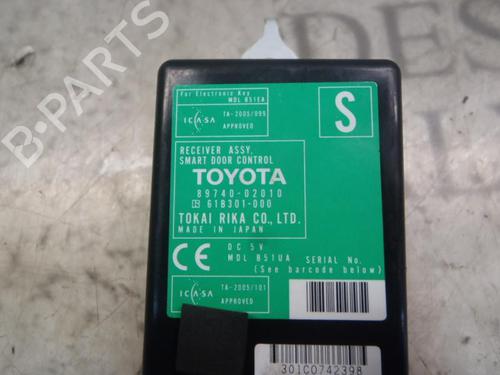 For Electronic Key
MDL B51EA
ICASA
TA-2005/099
APPROVED
S
RECEIVER ASSY,
SMART DOOR CONTROL
TOYOTA
89740-02010
61B301-000
TOKAI RIKA CO., LTD.
MADE IN JAPAN
CE
DC 5V
MDL B51UA
SERIAL No.
(See barcode below)
ICASA
TA-2005/101
APPROVED
301C0742398
B-PARTS